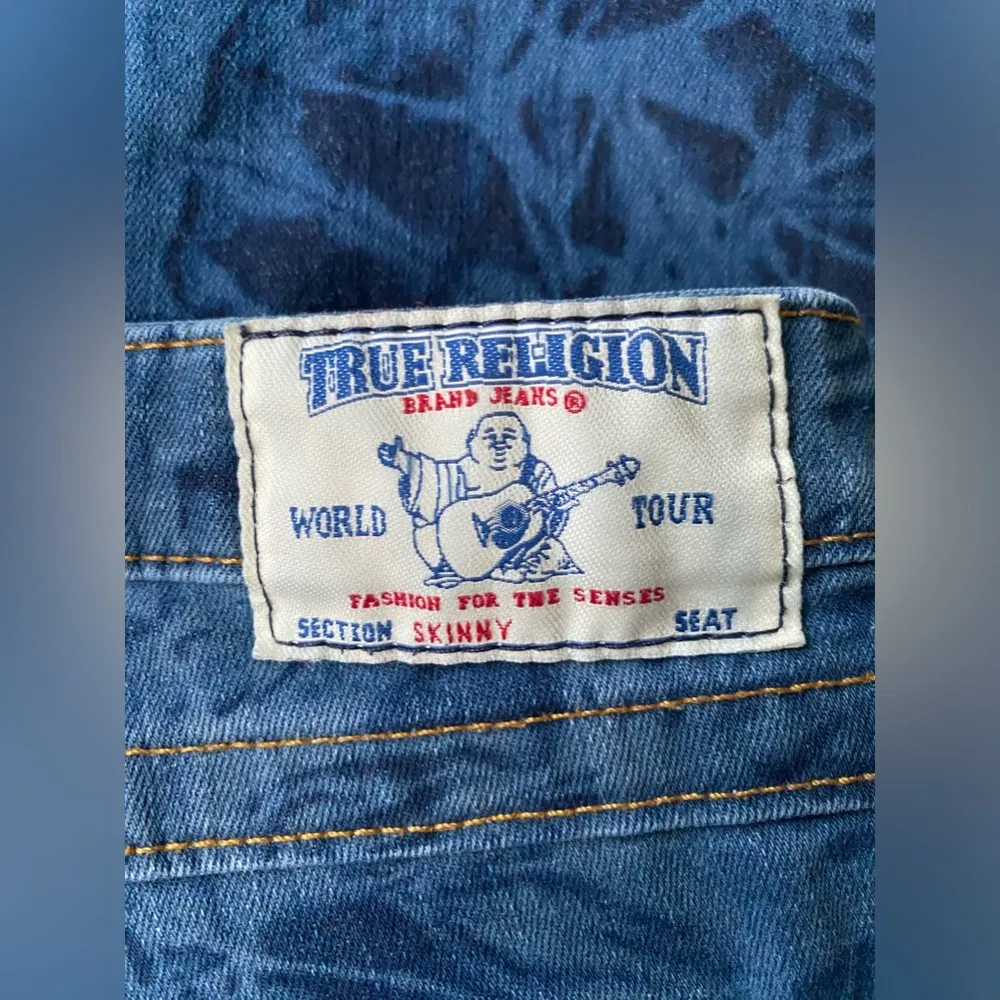 TRUE RELIGION
BRAND JEANS ®
WORLD TOUR
FASHION FOR THE SENSES
SECTION SKINNY SEAT